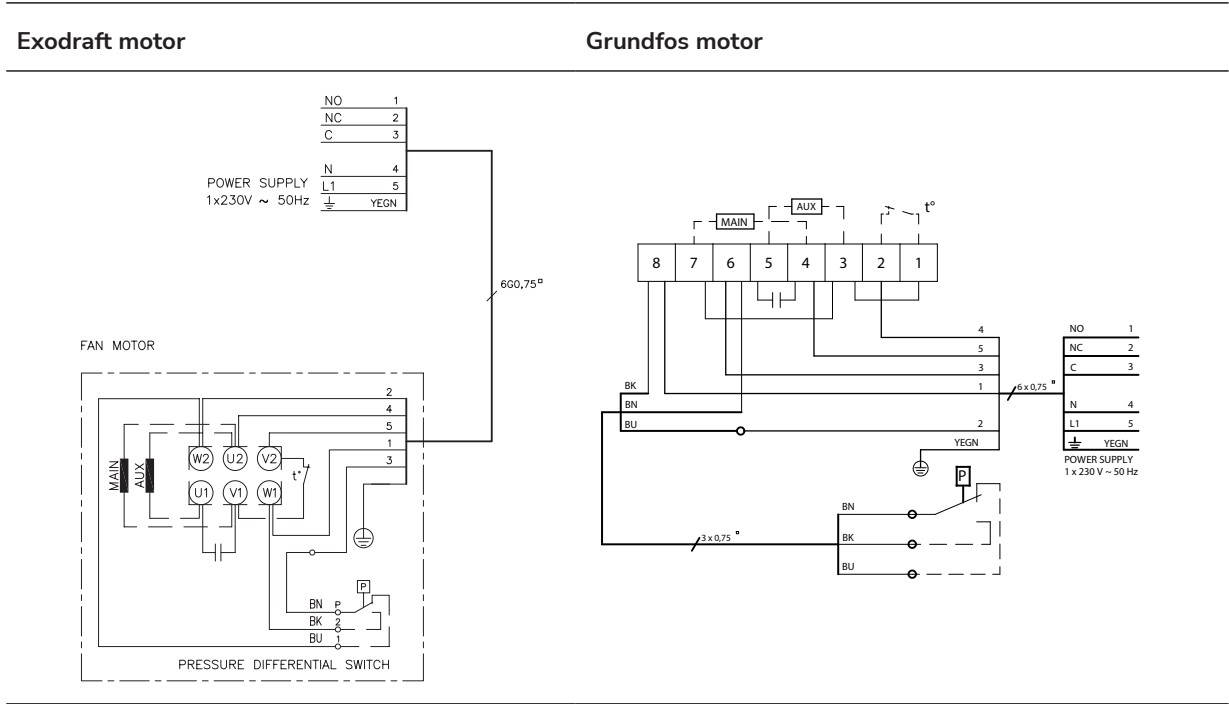 Exodraft motor
Grundfos motor
NO 1
NC 2
C 3
N 4
POWER SUPPLY L1 5
1x230V ~ 50Hz YEGN
6G0,75
FAN MOTOR
2
4
5
1
3
W2 U2 V2
MAIN AUX
t°
U1 V1 W1
P
BN P
BK 2
BU 1
PRESSURE DIFFERENTIAL SWITCH
AUX
MAIN
t°
8 7 6 5 4 3 2 1
4
5
3
1
2
YEGN
BK
BN
BU
6 x 0,75
NO 1
NC 2
C 3
N 4
L1 5
YEGN
POWER SUPPLY
1 x 230 V ~ 50 Hz
P
BN
BK
BU
3 x 0,75